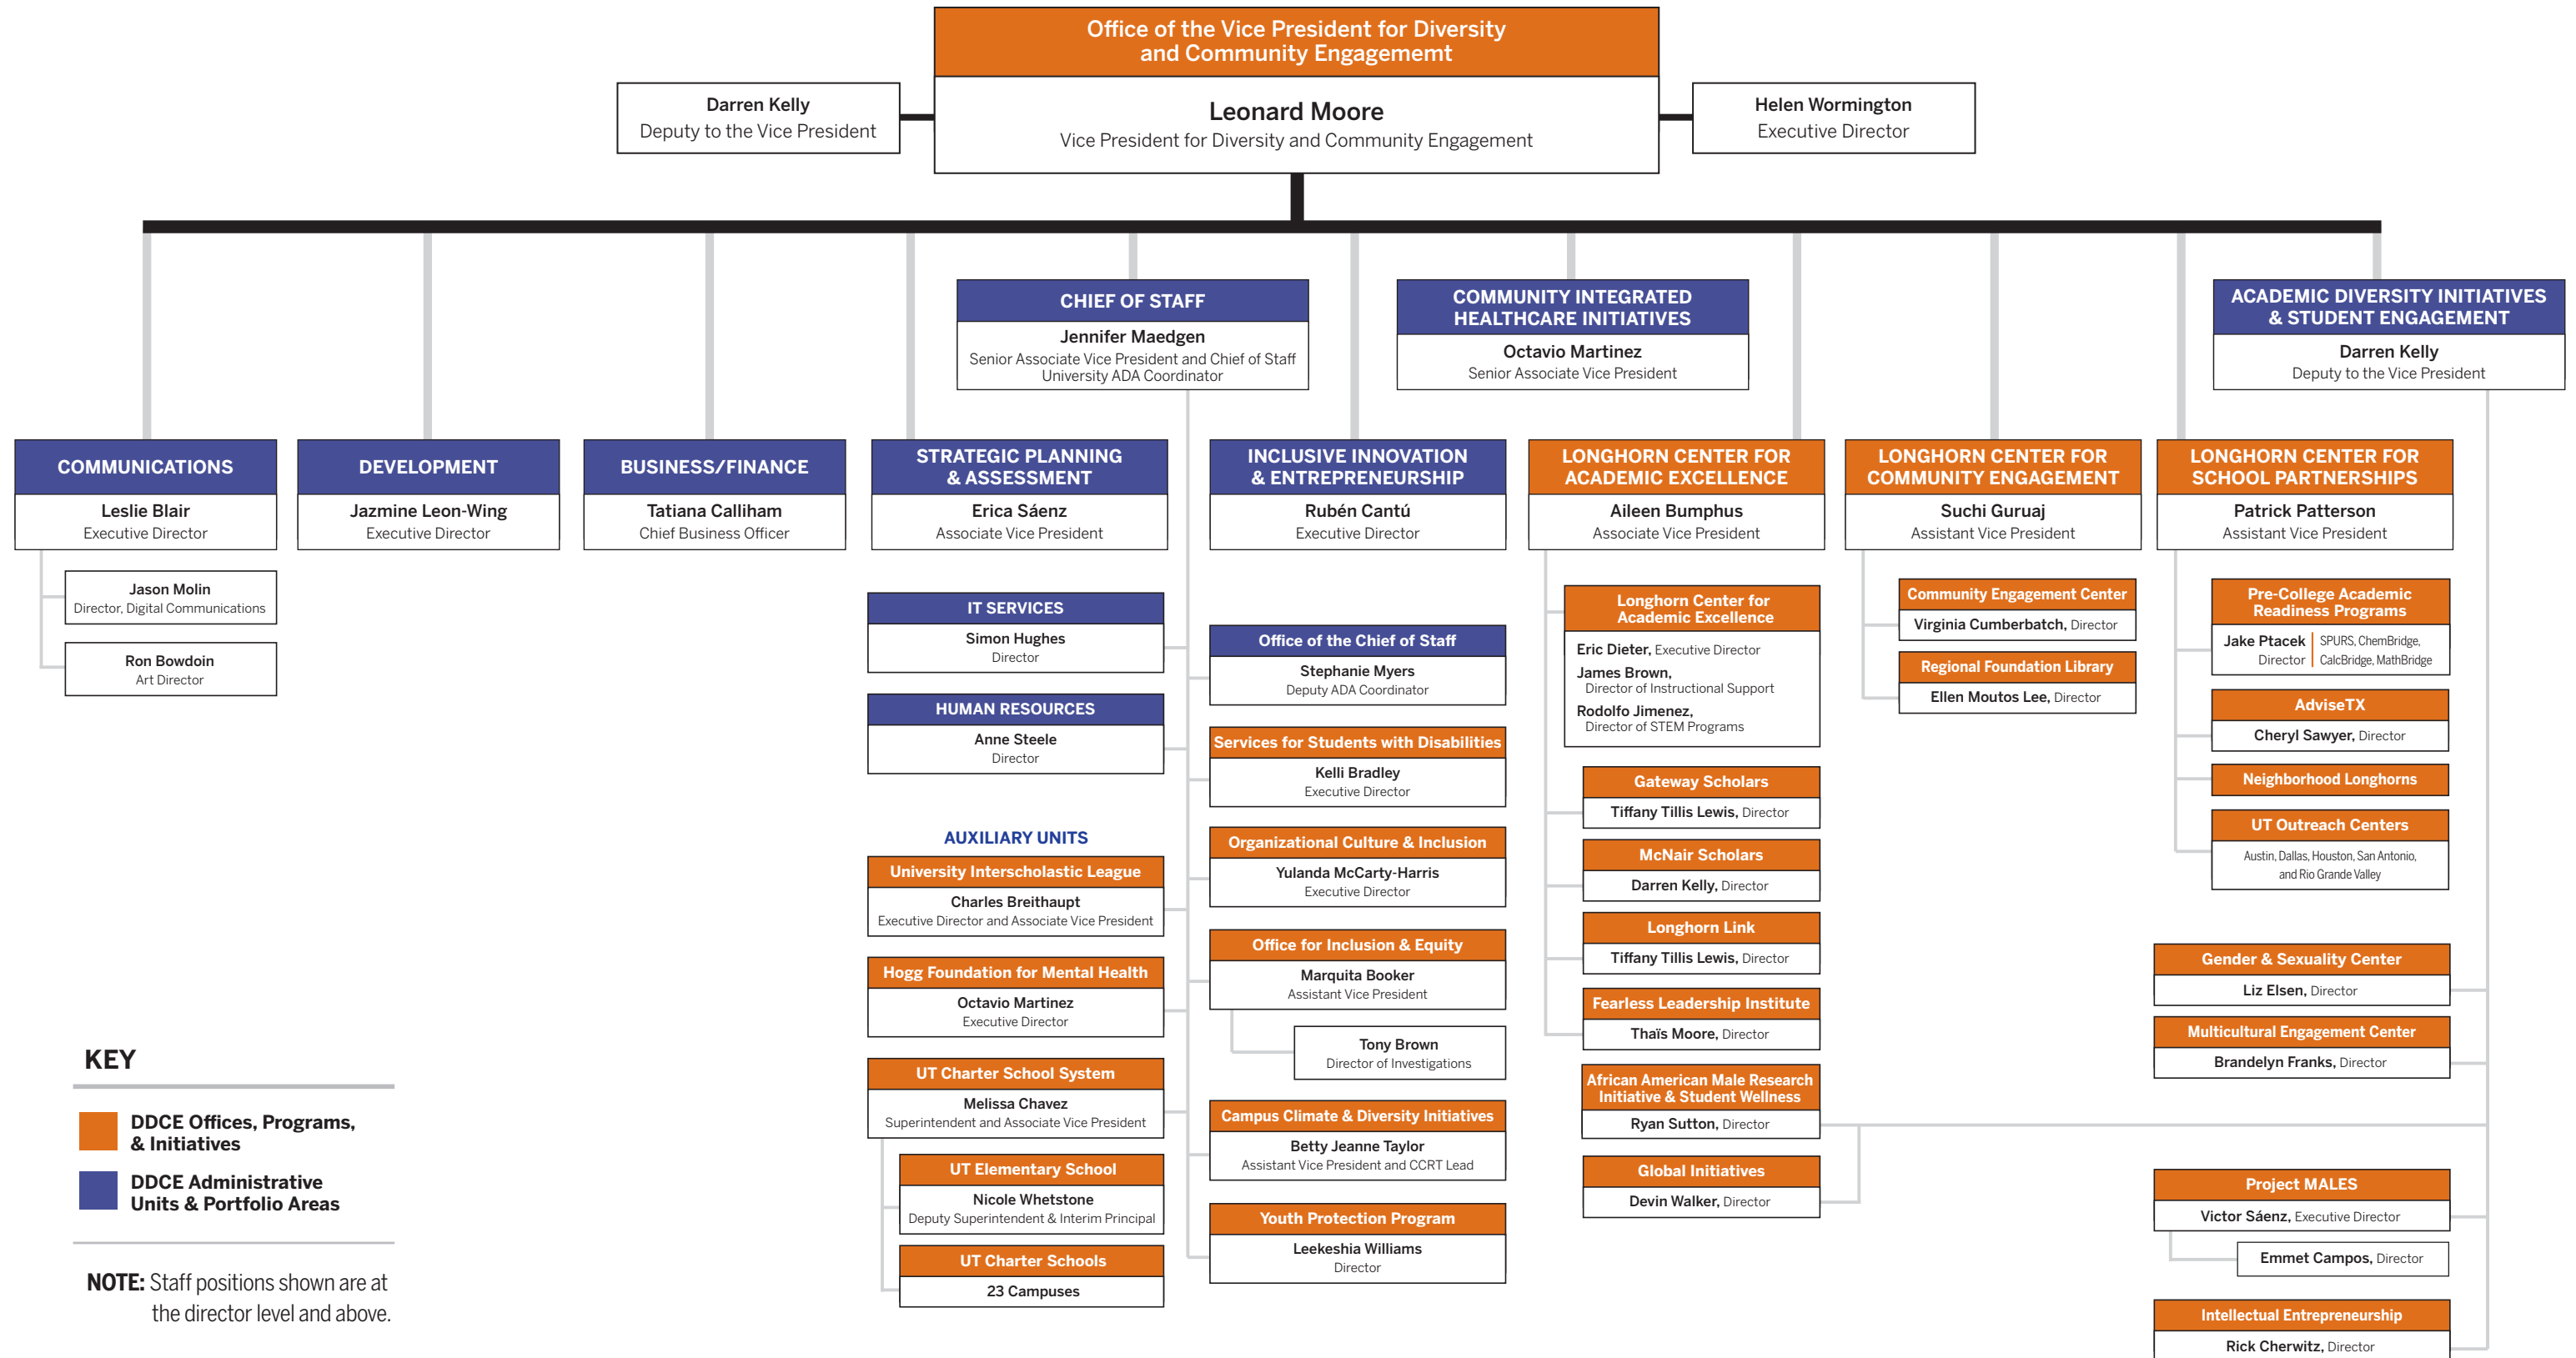 Office of the Vice President for Diversity
and Community Engagememt
Leonard Moore
Vice President for Diversity and Community Engagement
Darren Kelly
Deputy to the Vice President
Helen Wormington
Executive Director
CHIEF OF STAFF
Jennifer Maedgen
Senior Associate Vice President and Chief of Staff
University ADA Coordinator
COMMUNITY INTEGRATED
HEALTHCARE INITIATIVES
Octavio Martinez
Senior Associate Vice President
ACADEMIC DIVERSITY INITIATIVES
& STUDENT ENGAGEMENT
Darren Kelly
Deputy to the Vice President
COMMUNICATIONS
Leslie Blair
Executive Director
Jason Molin
Director, Digital Communications
Ron Bowdoin
Art Director
DEVELOPMENT
Jazmine Leon-Wing
Executive Director
BUSINESS/FINANCE
Tatiana Calliham
Chief Business Officer
STRATEGIC PLANNING
& ASSESSMENT
Erica Sáenz
Associate Vice President
IT SERVICES
Simon Hughes
Director
HUMAN RESOURCES
Anne Steele
Director
AUXILIARY UNITS
University Interscholastic League
Charles Breithaupt
Executive Director and Associate Vice President
Hogg Foundation for Mental Health
Octavio Martinez
Executive Director
UT Charter School System
Melissa Chavez
Superintendent and Associate Vice President
UT Elementary School
Nicole Whetstone
Deputy Superintendent & Interim Principal
UT Charter Schools
23 Campuses
INCLUSIVE INNOVATION
& ENTREPRENEURSHIP
Rubén Cantú
Executive Director
Office of the Chief of Staff
Stephanie Myers
Deputy ADA Coordinator
Services for Students with Disabilities
Kelli Bradley
Executive Director
Organizational Culture & Inclusion
Yulanda McCarty-Harris
Executive Director
Office for Inclusion & Equity
Marquita Booker
Assistant Vice President
Tony Brown
Director of Investigations
Campus Climate & Diversity Initiatives
Betty Jeanne Taylor
Assistant Vice President and CCRT Lead
Youth Protection Program
Leekeshia Williams
Director
LONGHORN CENTER FOR
ACADEMIC EXCELLENCE
Aileen Bumphus
Associate Vice President
Longhorn Center for
Academic Excellence
Eric Dieter, Executive Director
James Brown,
Director of Instructional Support
Rodolfo Jimenez,
Director of STEM Programs
Gateway Scholars
Tiffany Tillis Lewis, Director
McNair Scholars
Darren Kelly, Director
Longhorn Link
Tiffany Tillis Lewis, Director
Fearless Leadership Institute
Thaïs Moore, Director
African American Male Research
Initiative & Student Wellness
Ryan Sutton, Director
Global Initiatives
Devin Walker, Director
LONGHORN CENTER FOR
COMMUNITY ENGAGEMENT
Suchi Guruaj
Assistant Vice President
Community Engagement Center
Virginia Cumberbatch, Director
Regional Foundation Library
Ellen Moutos Lee, Director
LONGHORN CENTER FOR
SCHOOL PARTNERSHIPS
Patrick Patterson
Assistant Vice President
Pre-College Academic
Readiness Programs
Jake Ptacek
Director
SPURS, ChemBridge,
CalcBridge, MathBridge
AdviseTX
Cheryl Sawyer, Director
Neighborhood Longhorns
UT Outreach Centers
Austin, Dallas, Houston, San Antonio,
and Rio Grande Valley
Gender & Sexuality Center
Liz Elsen, Director
Multicultural Engagement Center
Brandelyn Franks, Director
Project MALES
Victor Sáenz, Executive Director
Emmet Campos, Director
Intellectual Entrepreneurship
Rick Cherwitz, Director
KEY
DDCE Offices, Programs,
& Initiatives
DDCE Administrative
Units & Portfolio Areas
NOTE: Staff positions shown are at
the director level and above.